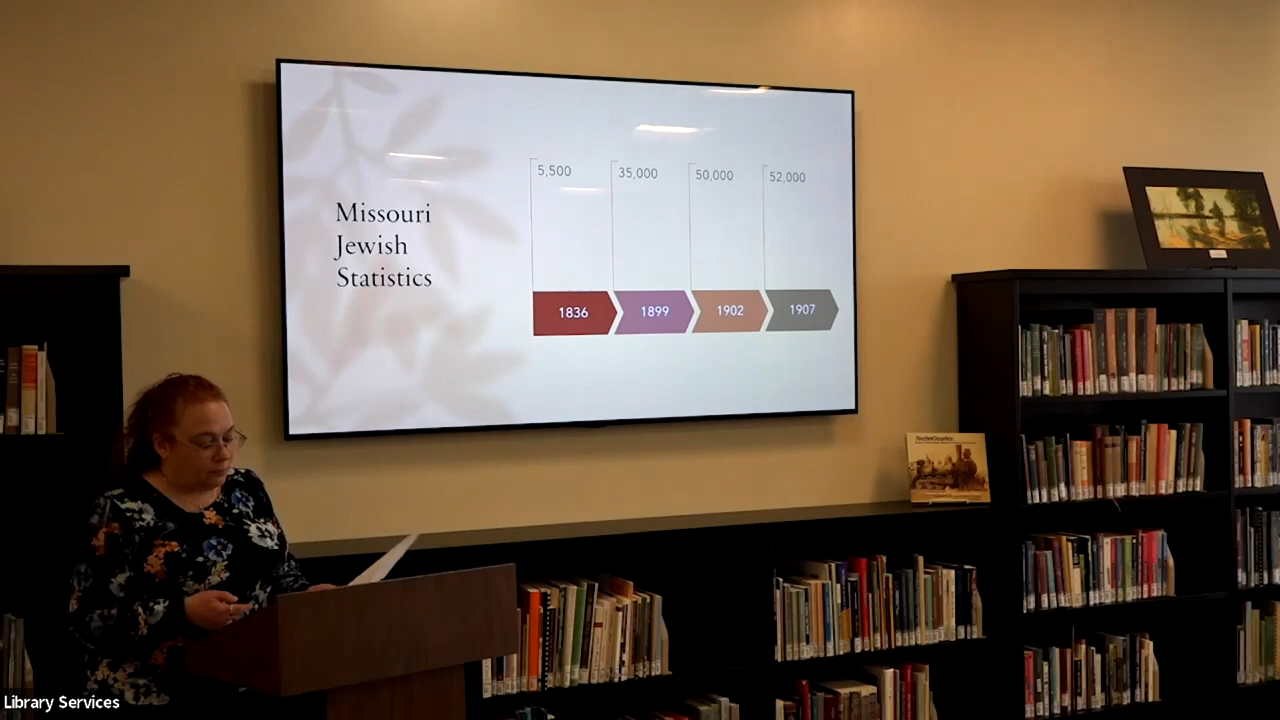 Missouri
Jewish
Statistics
5,500
35,000
50,000
52,000
1836
1899
1902
1907
Library Services